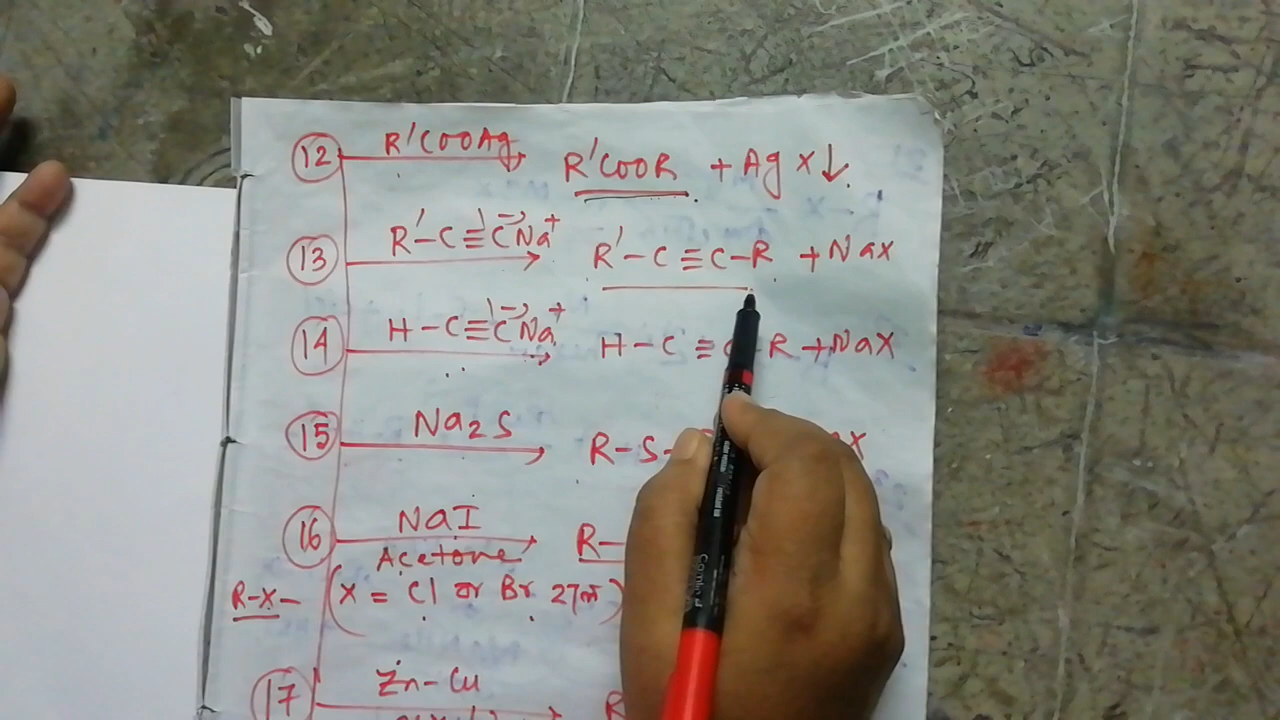 12 R'COOAg R'COOR + AgX↓
13 R'-C≡C⁽⁻⁾Na⁺ R'-C≡C-R + NaX
14 H-C≡C⁽⁻⁾Na⁺ H-C≡C-R + NaX
15 Na2S R-S-
16 NaI R-
Acetone
R-X- (X = Cl বা Br
17 Zn-Cu R